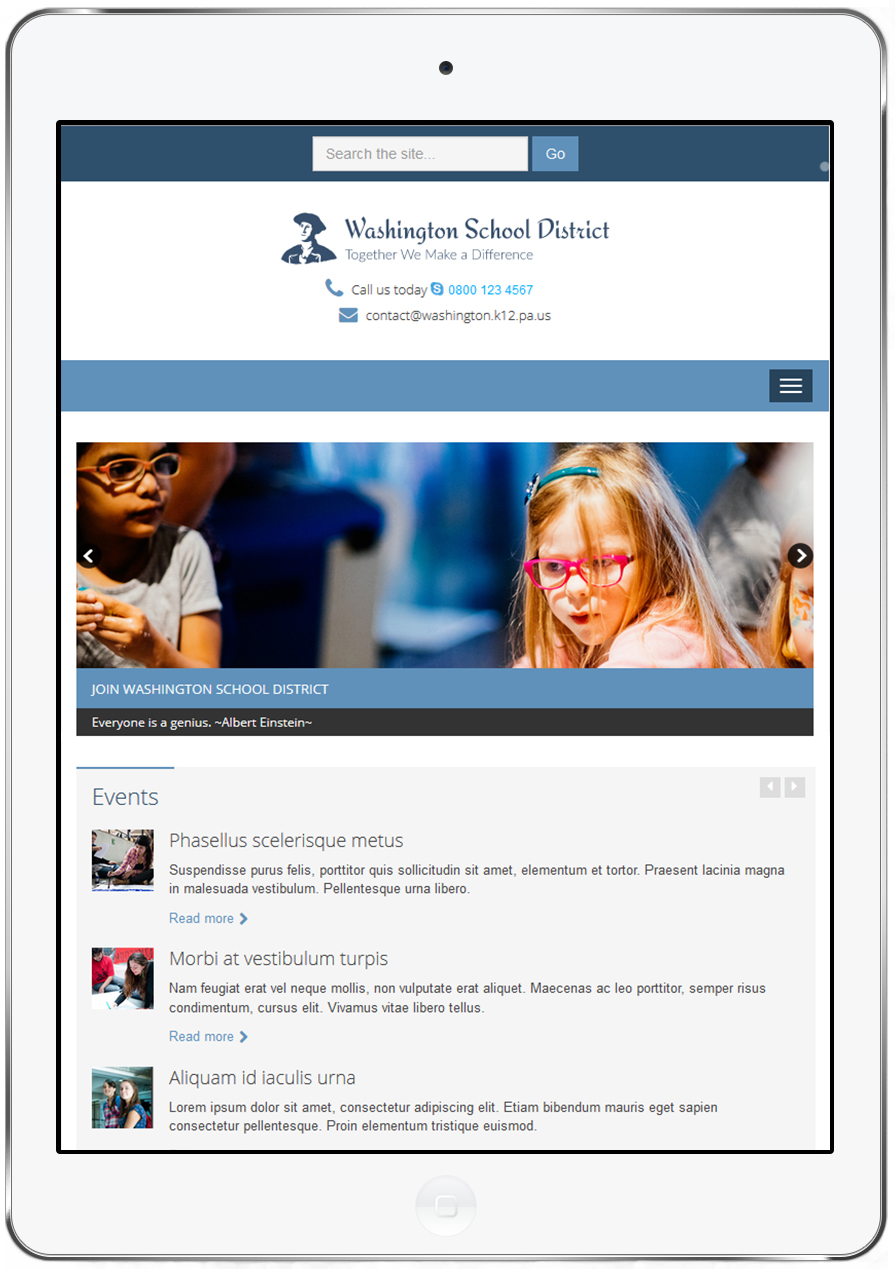 Search the site...
Go
Washington School District
Together We Make a Difference
Call us today 0800 123 4567
contact@washington.k12.pa.us
JOIN WASHINGTON SCHOOL DISTRICT
Everyone is a genius. ~Albert Einstein~
Events
Phasellus scelerisque metus
Suspendisse purus felis, porttitor quis sollicitudin sit amet, elementum et tortor. Praesent lacinia magna
in malesuada vestibulum. Pellentesque urna libero.
Read more
Morbi at vestibulum turpis
Nam feugiat erat vel neque mollis, non vulputate erat aliquet. Maecenas ac leo porttitor, semper risus
condimentum, cursus elit. Vivamus vitae libero tellus.
Read more
Aliquam id iaculis urna
Lorem ipsum dolor sit amet, consectetur adipiscing elit. Etiam bibendum mauris eget sapien
consectetur pellentesque. Proin elementum tristique euismod.